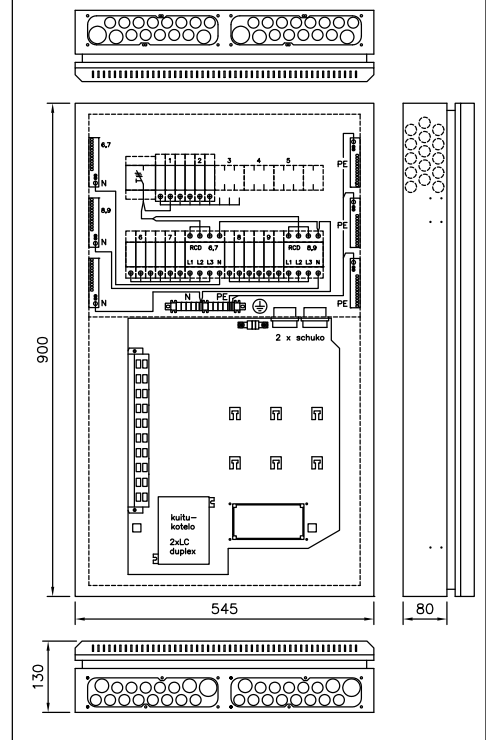 6,7
1
2
3
4
5
PE
N
8,9
6
7
RCD 6,7
8
9
RCD 8,9
PE
N
L1 L2 L3 N
L1 L2 L3 N
N
PE
PE
N
2 x schuko
900
kuitu-
kotelo
2xLC
duplex
545
80
130